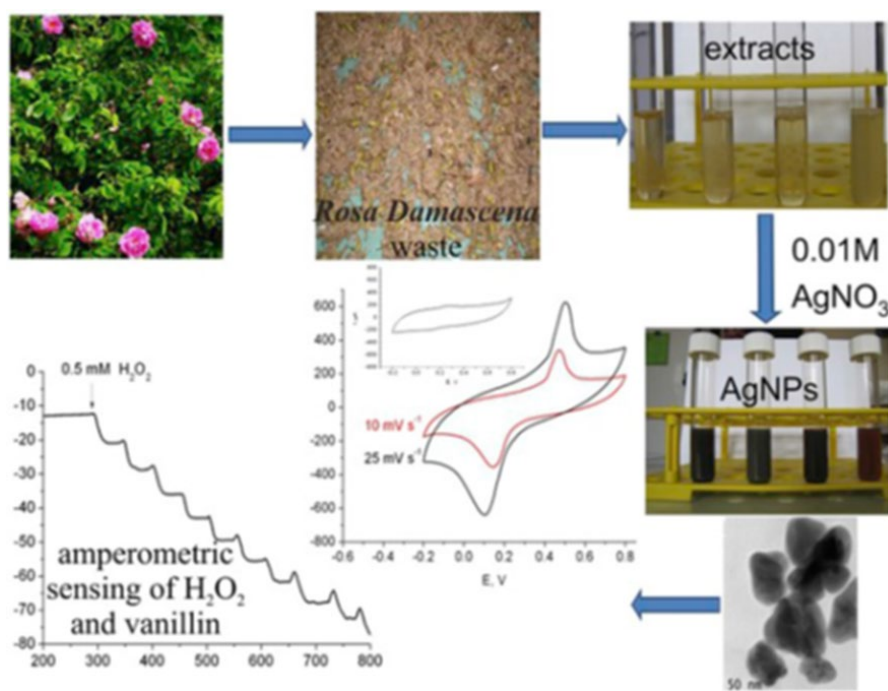 extracts
Rosa Damascena
waste
0.01M
AgNO₃
AgNPs
600
400
200
0
-200
-400
-600
-800
10 mV s⁻¹
25 mV s⁻¹
-0.6 -0.4 -0.2 0.0 0.2 0.4 0.6 0.8
E, V
0
-10
-20
-30
-40
-50
-60
-70
-80
0.5 mM H₂O₂
amperometric
sensing of H₂O₂
and vanillin
200 300 400 500 600 700 800
50 nm